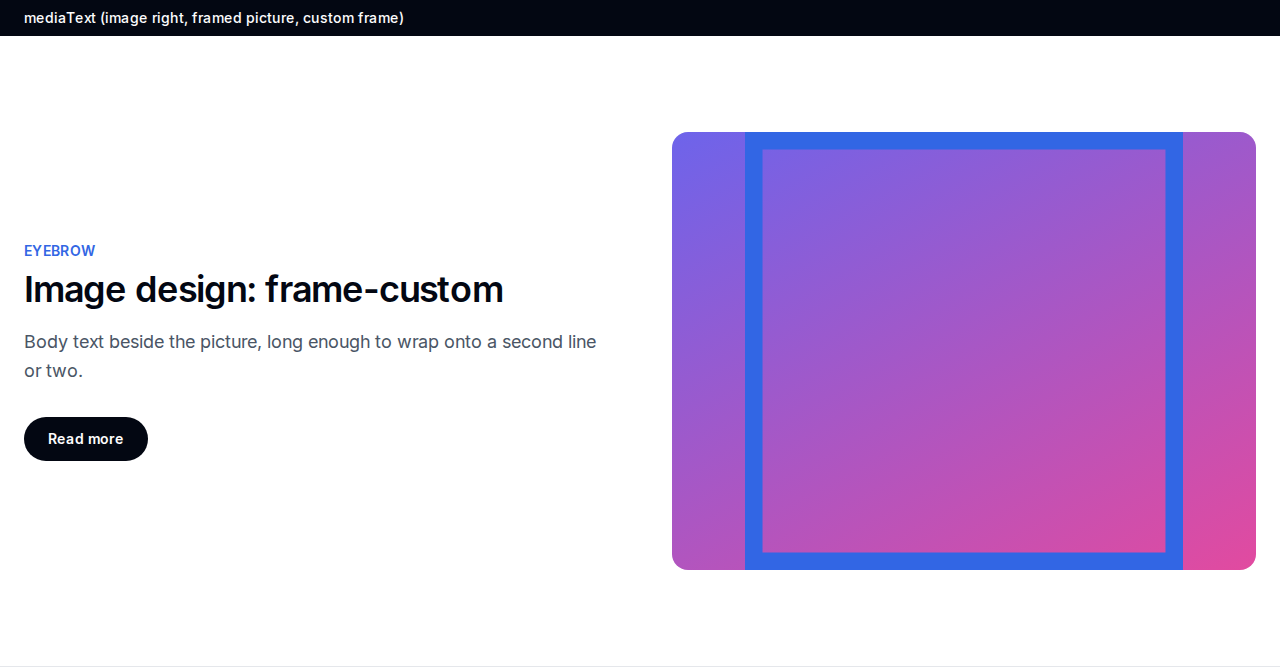 mediaText (image right, framed picture, custom frame)
EYEBROW
Image design: frame-custom
Body text beside the picture, long enough to wrap onto a second line
or two.
Read more